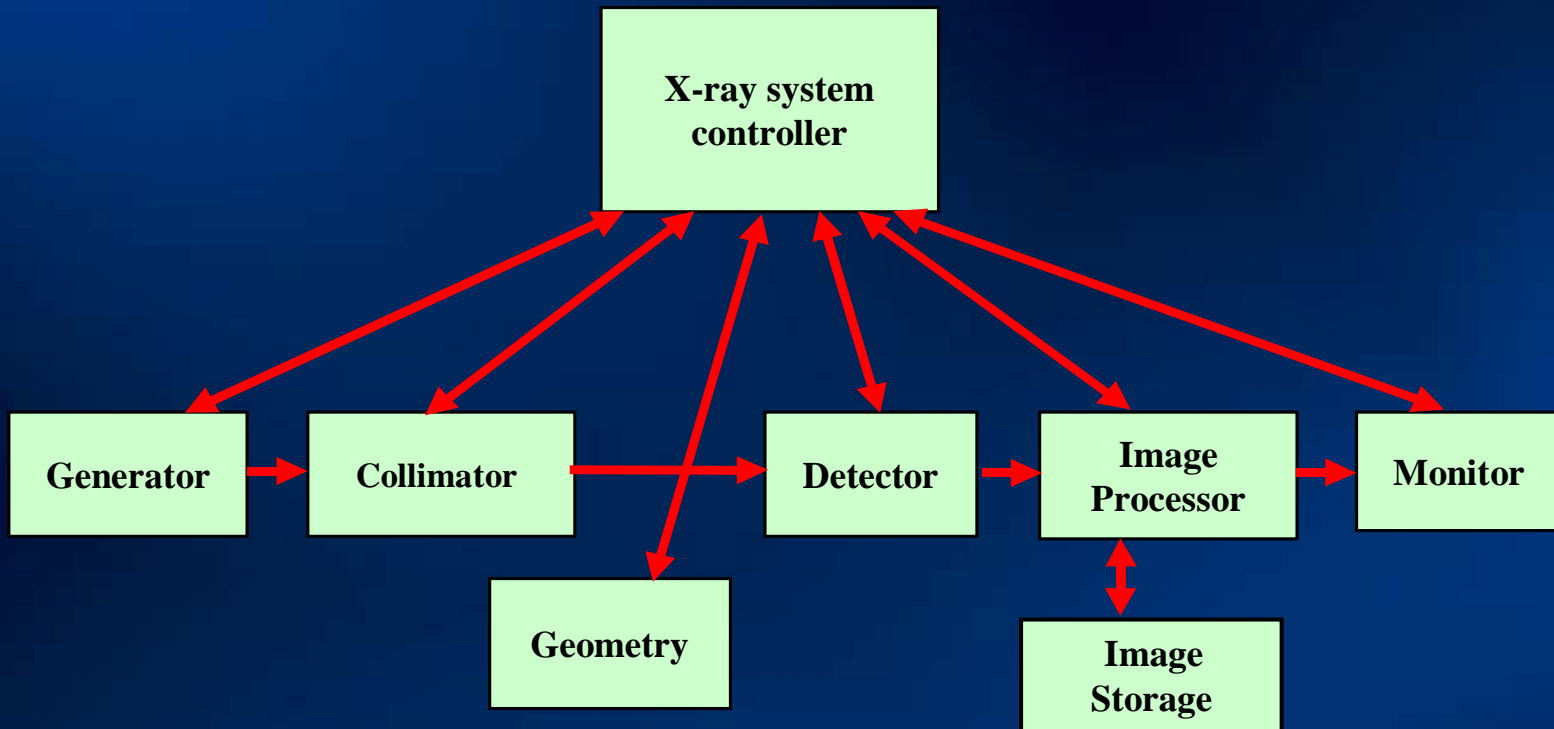 X-ray system
controller
Generator
Collimator
Detector
Image
Processor
Monitor
Geometry
Image
Storage